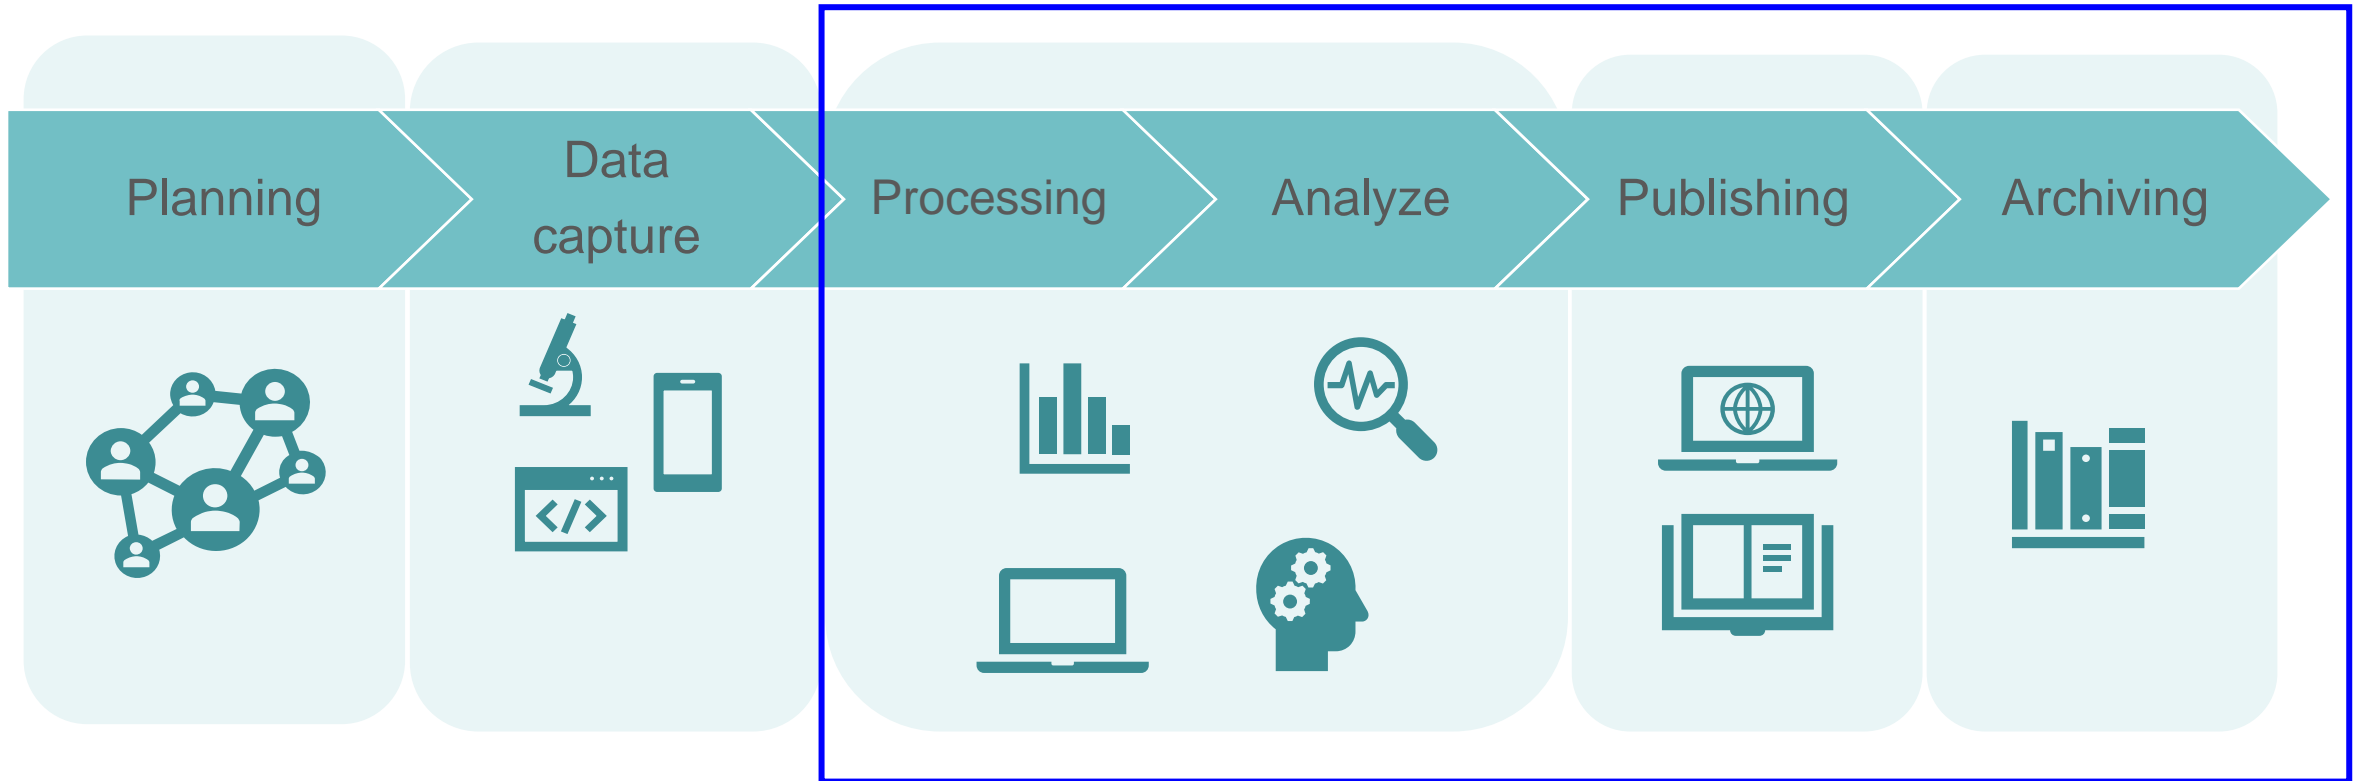 Planning
Data
capture
Processing
Analyze
Publishing
Archiving